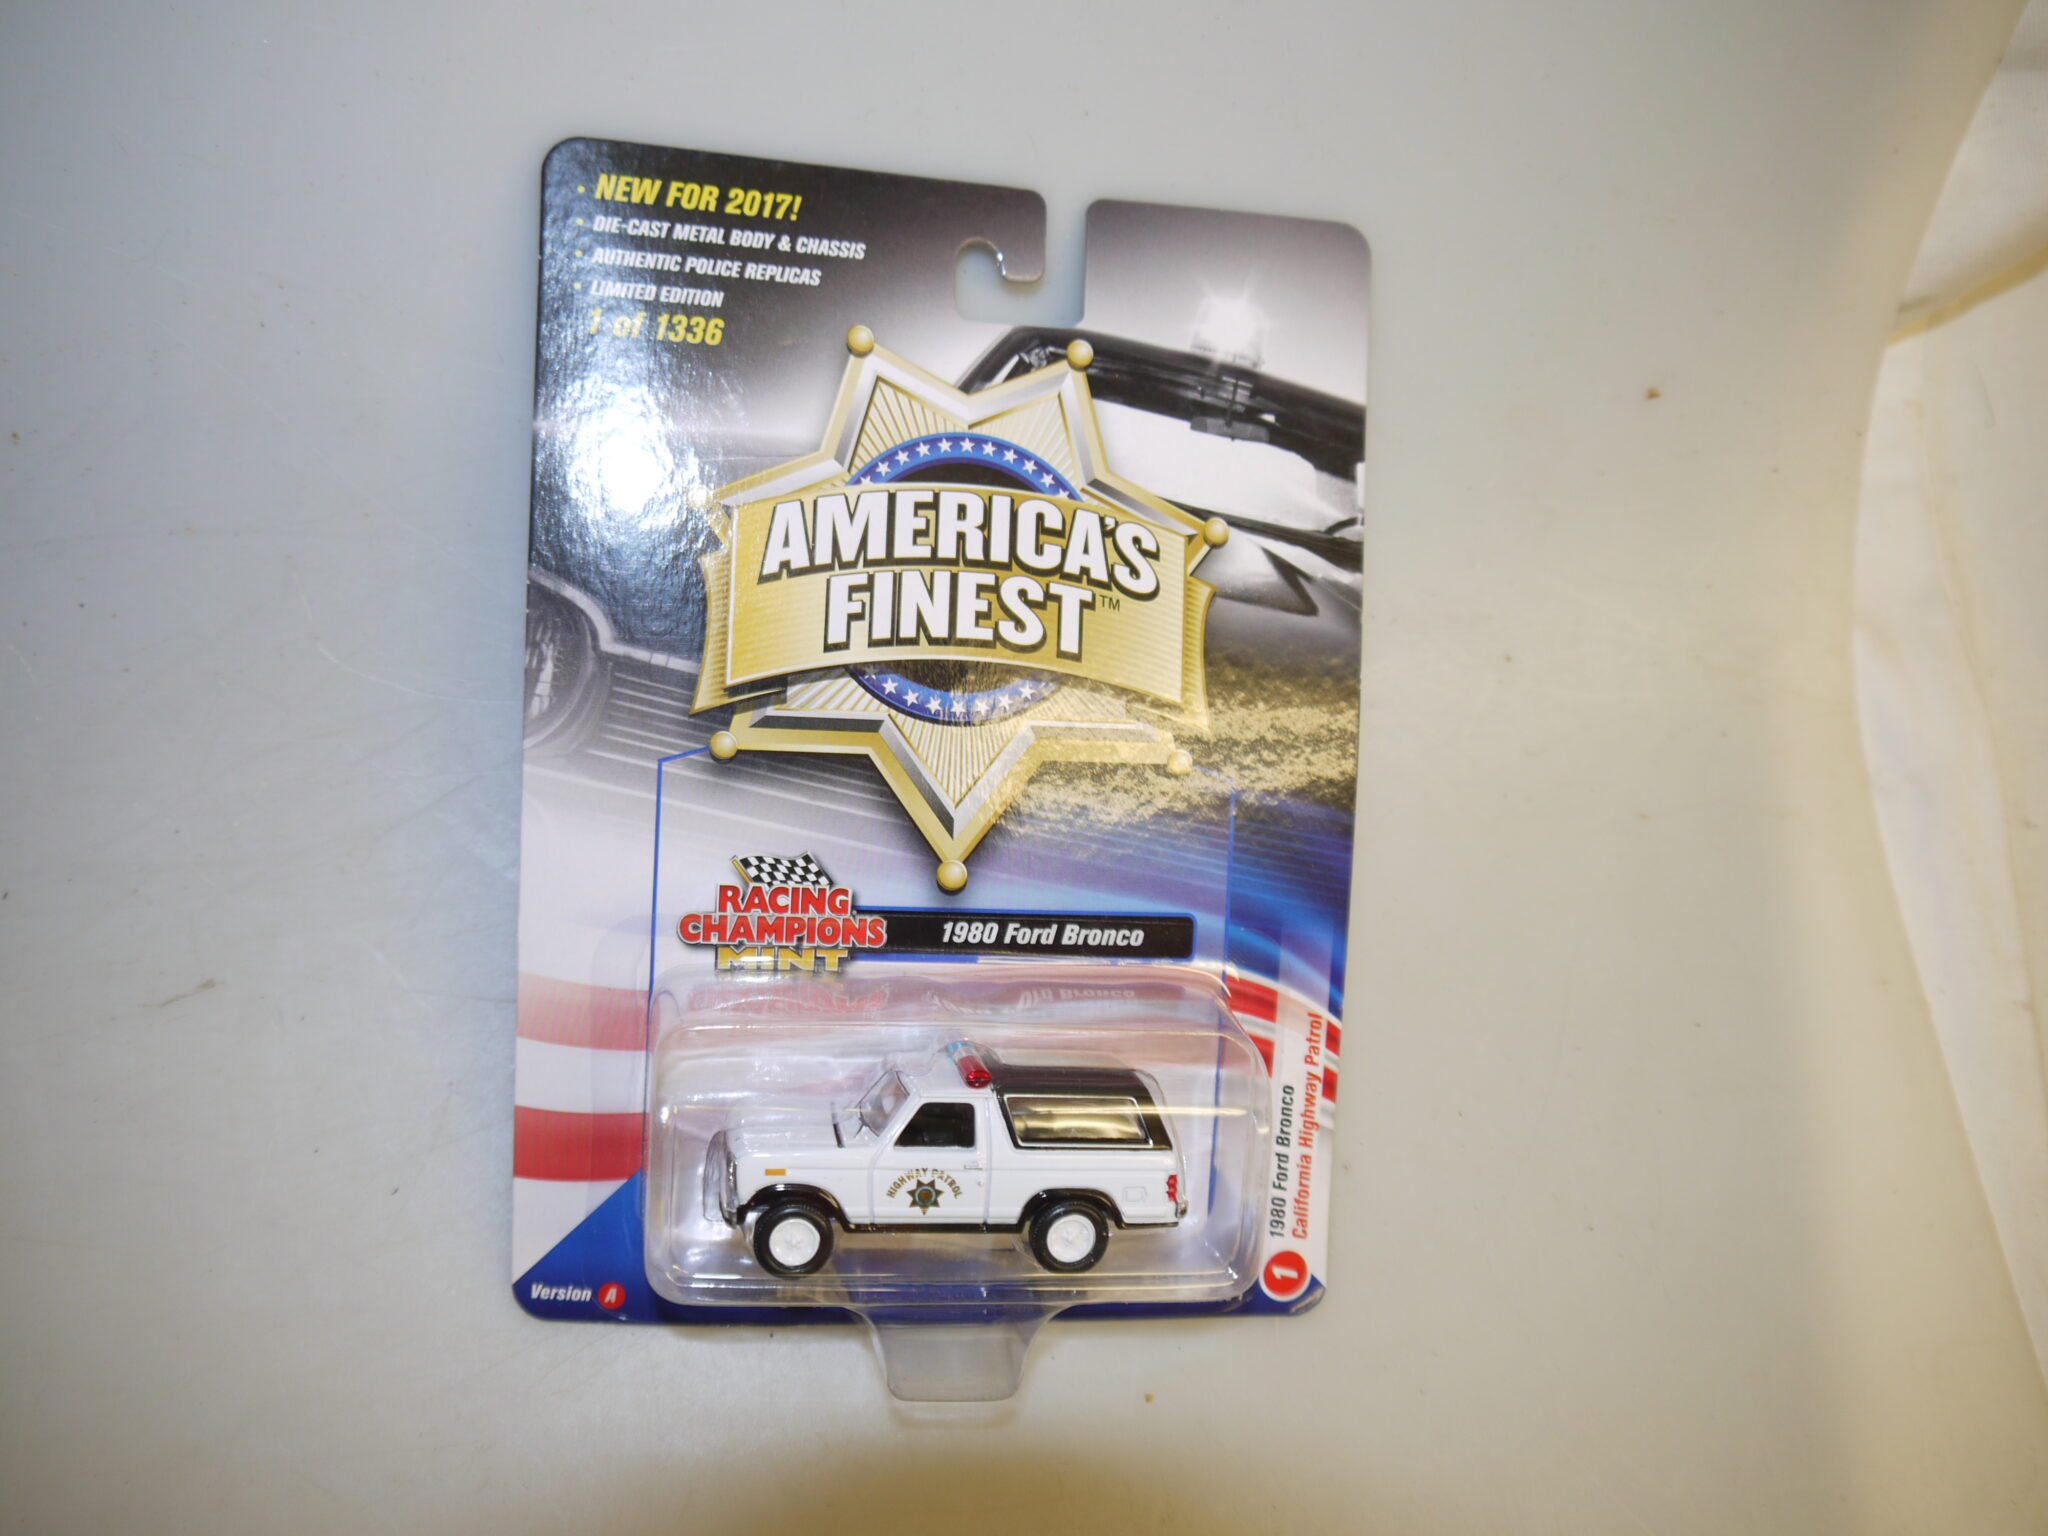 • NEW FOR 2017!
• DIE-CAST METAL BODY & CHASSIS
• AUTHENTIC POLICE REPLICAS
• LIMITED EDITION
1 of 1336
AMERICA'S
FINEST™
RACING
CHAMPIONS
MINT
1980 Ford Bronco
HIGHWAY PATROL
1980 Ford Bronco
California Highway Patrol
1
Version A